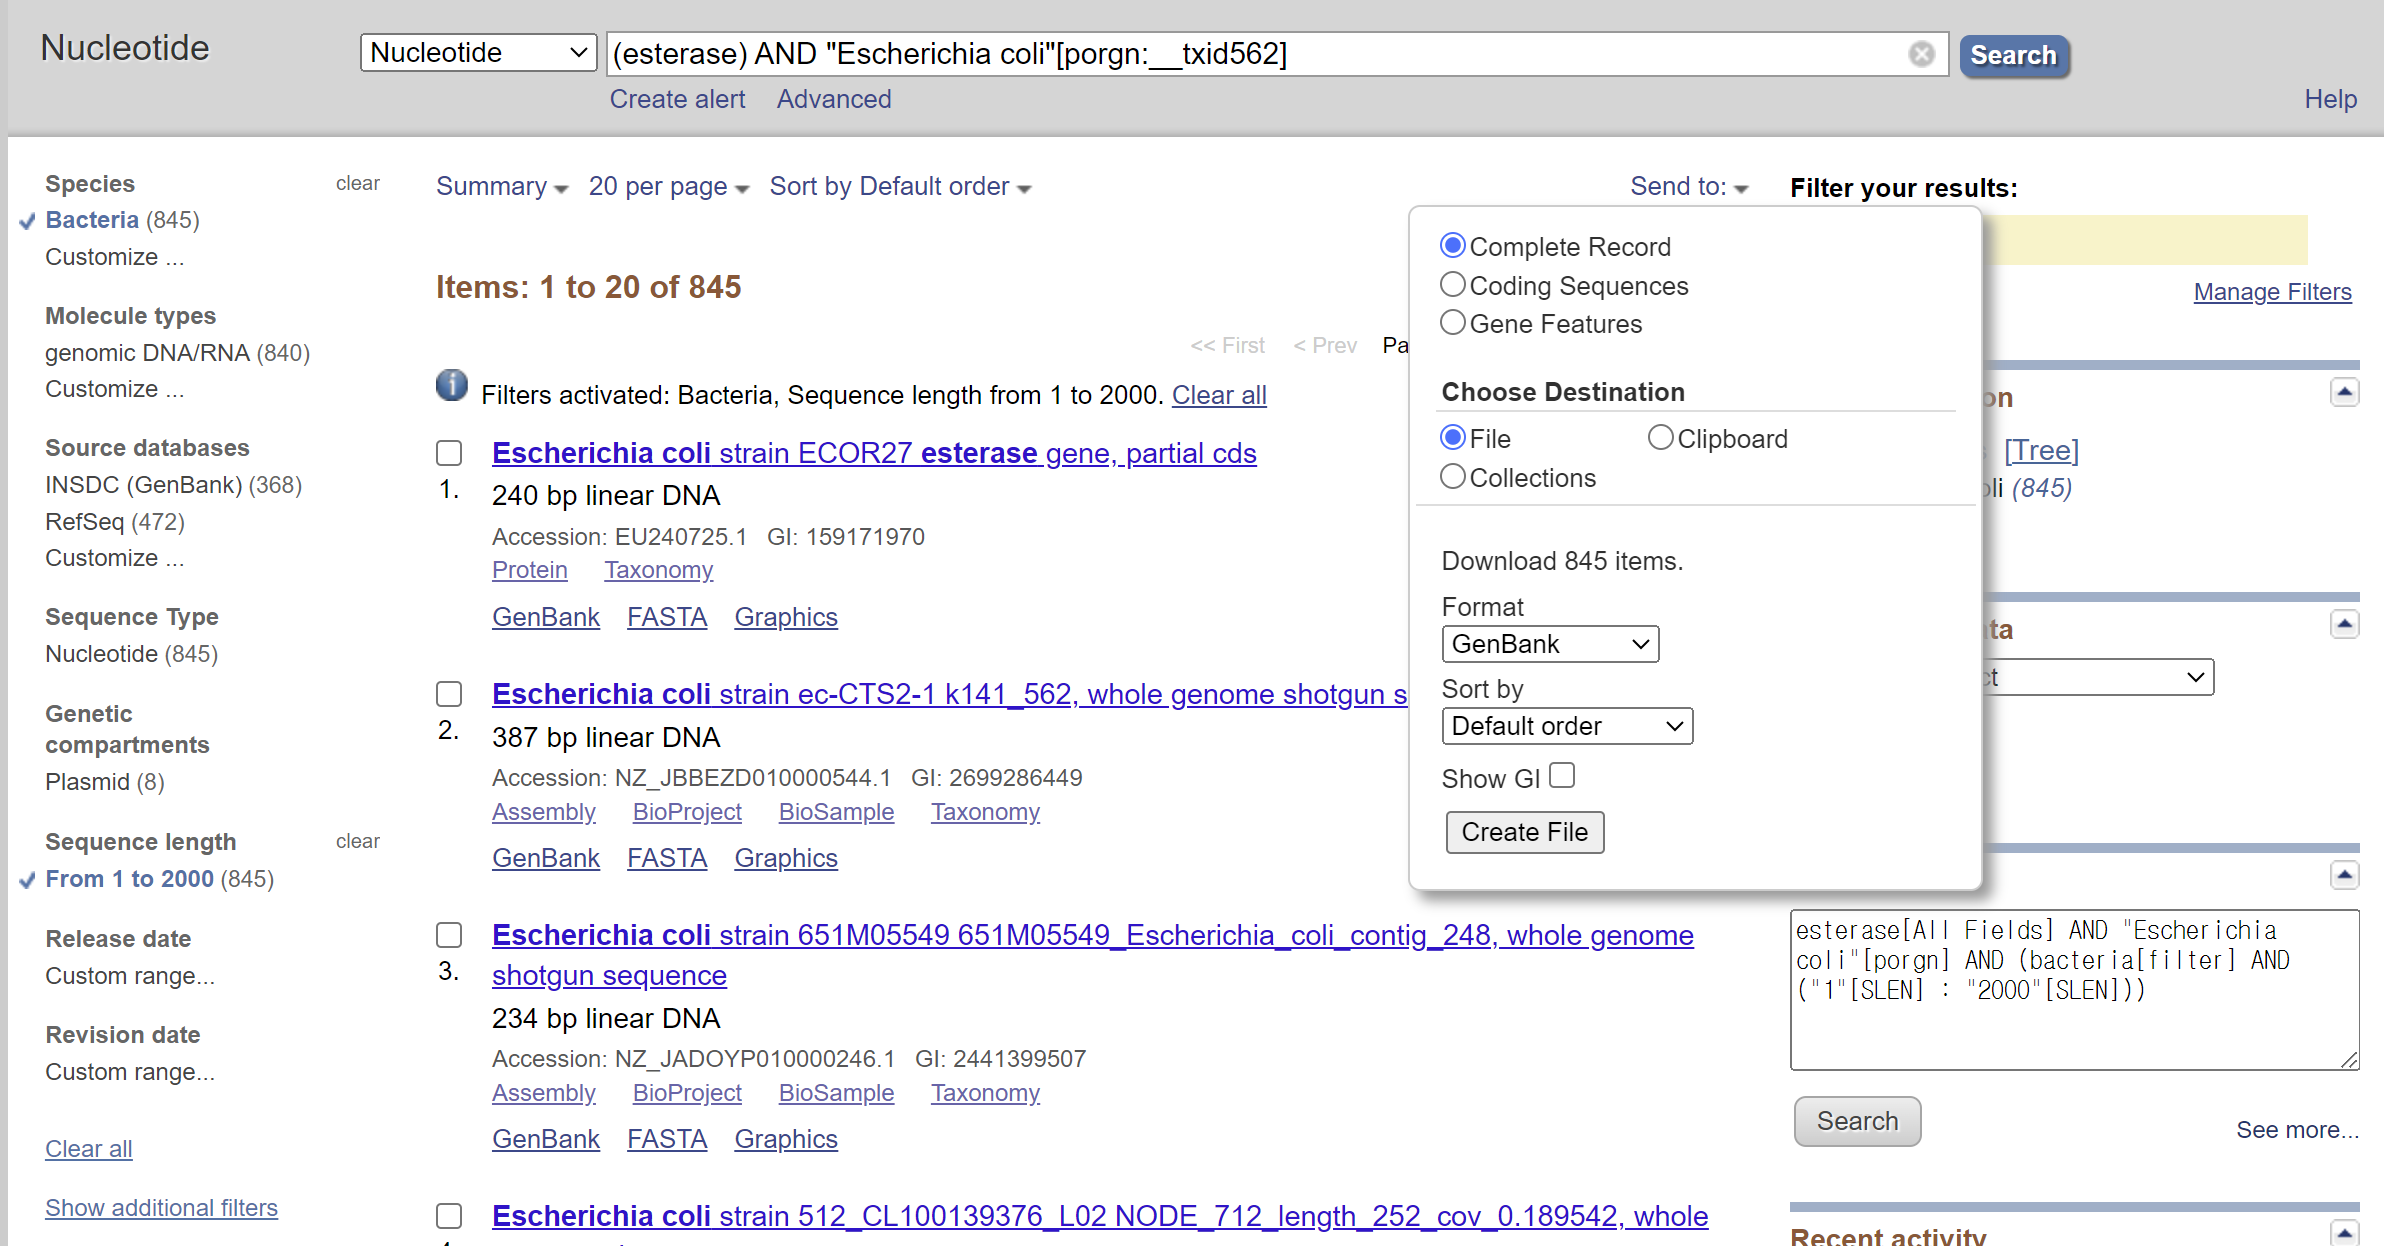 Nucleotide
Nucleotide
(esterase) AND "Escherichia coli"[porgn:__txid562]
Search
Create alert Advanced
Help
Species clear
Bacteria (845)
Customize ...
Molecule types
genomic DNA/RNA (840)
Customize ...
Source databases
INSDC (GenBank) (368)
RefSeq (472)
Customize ...
Sequence Type
Nucleotide (845)
Genetic
compartments
Plasmid (8)
Sequence length clear
From 1 to 2000 (845)
Release date
Custom range...
Revision date
Custom range...
Clear all
Show additional filters
Summary 20 per page Sort by Default order
Send to:
Items: 1 to 20 of 845
<< First < Prev Pa
Filters activated: Bacteria, Sequence length from 1 to 2000. Clear all
Escherichia coli strain ECOR27 esterase gene, partial cds
1.
240 bp linear DNA
Accession: EU240725.1 GI: 159171970
Protein Taxonomy
GenBank FASTA Graphics
Escherichia coli strain ec-CTS2-1 k141_562, whole genome shotgun s
2.
387 bp linear DNA
Accession: NZ_JBBEZD010000544.1 GI: 2699286449
Assembly BioProject BioSample Taxonomy
GenBank FASTA Graphics
Escherichia coli strain 651M05549 651M05549_Escherichia_coli_contig_248, whole genome
3.
shotgun sequence
234 bp linear DNA
Accession: NZ_JADOYP010000246.1 GI: 2441399507
Assembly BioProject BioSample Taxonomy
GenBank FASTA Graphics
Escherichia coli strain 512_CL100139376_L02 NODE_712_length_252_cov_0.189542, whole
Complete Record
Coding Sequences
Gene Features
Choose Destination
File Clipboard
Collections
Download 845 items.
Format
GenBank
Sort by
Default order
Show GI
Create File
Filter your results:
Manage Filters
on
[Tree]
oli (845)
ta
ct
esterase[All Fields] AND "Escherichia
coli"[porgn] AND (bacteria[filter] AND
("1"[SLEN] : "2000"[SLEN]))
Search
See more...
Recent activity